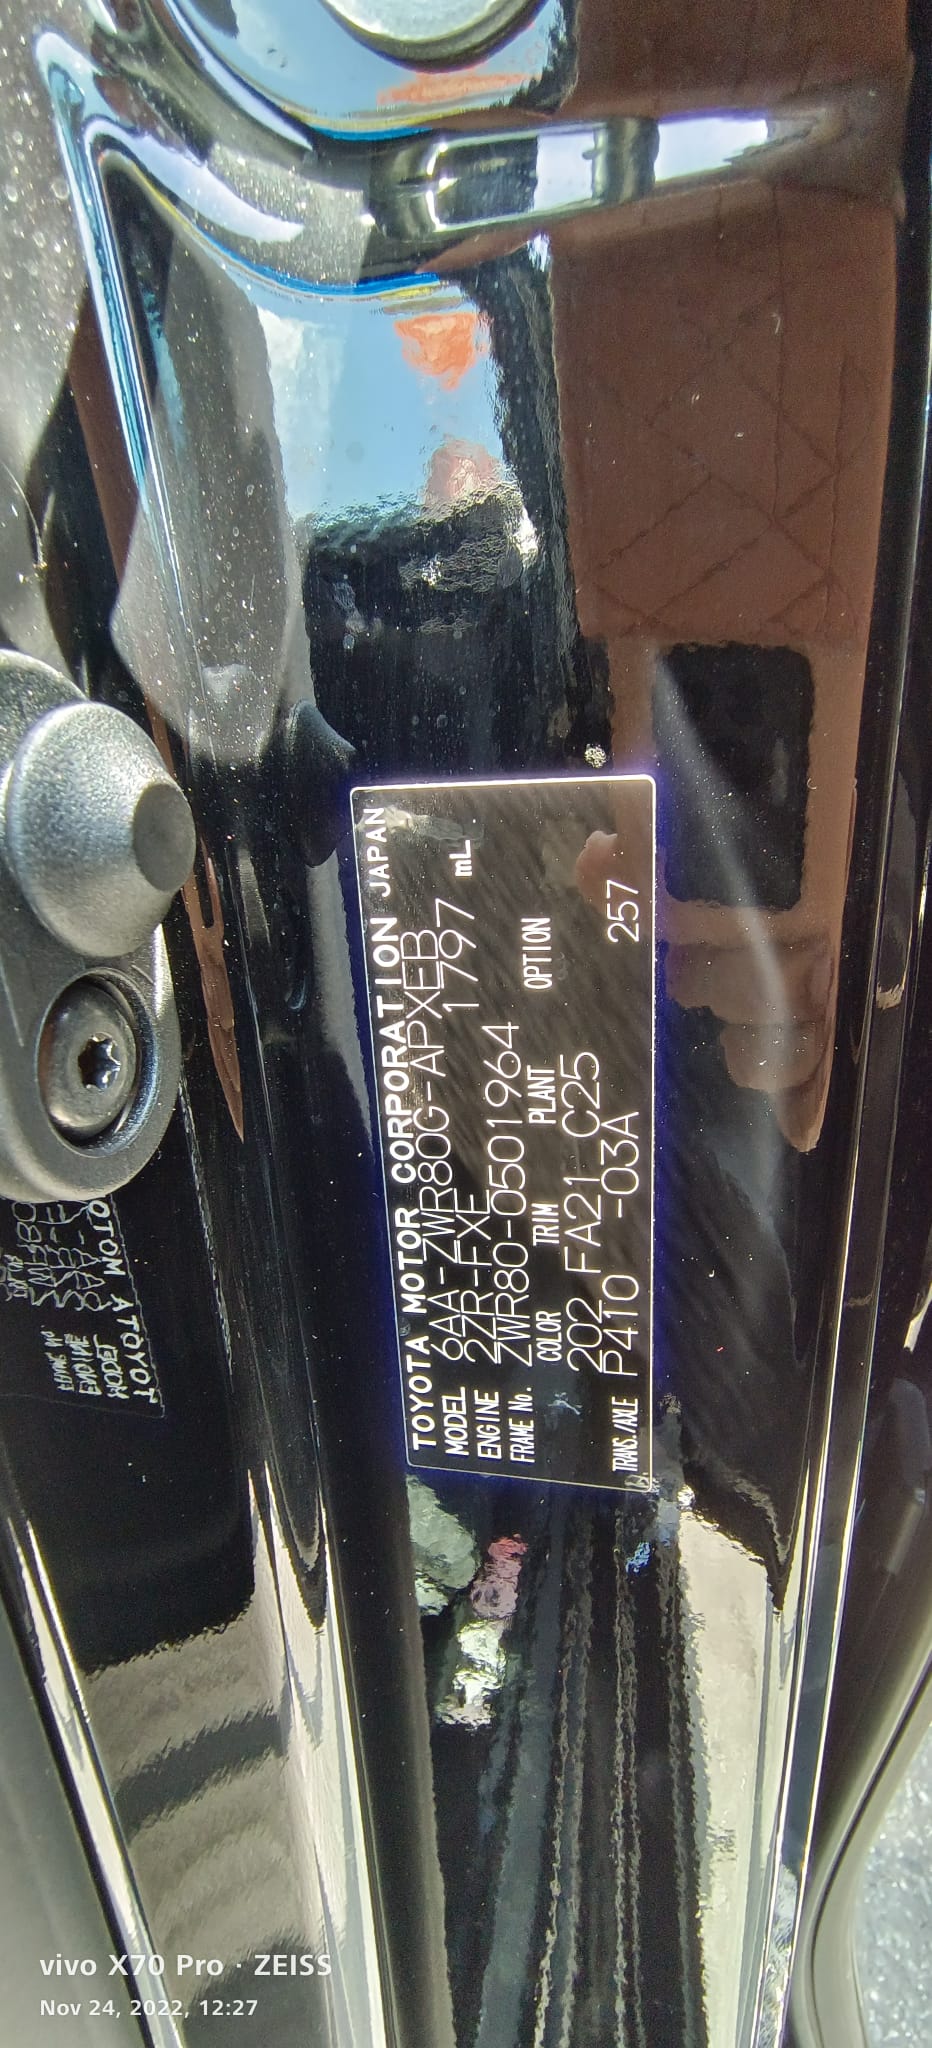 TOYOTA MOTOR CORPORATION JAPAN
MODEL 6AA-ZWR80G-APXEB
ENGINE 2ZR-FXE 1797 mL
FRAME No. ZWR80-0501964
COLOR TRIM PLANT OPTION
202 FA21 C25
TRANS./AXLE P410 -03A 257
vivo X70 Pro · ZEISS
Nov 24, 2022, 12:27